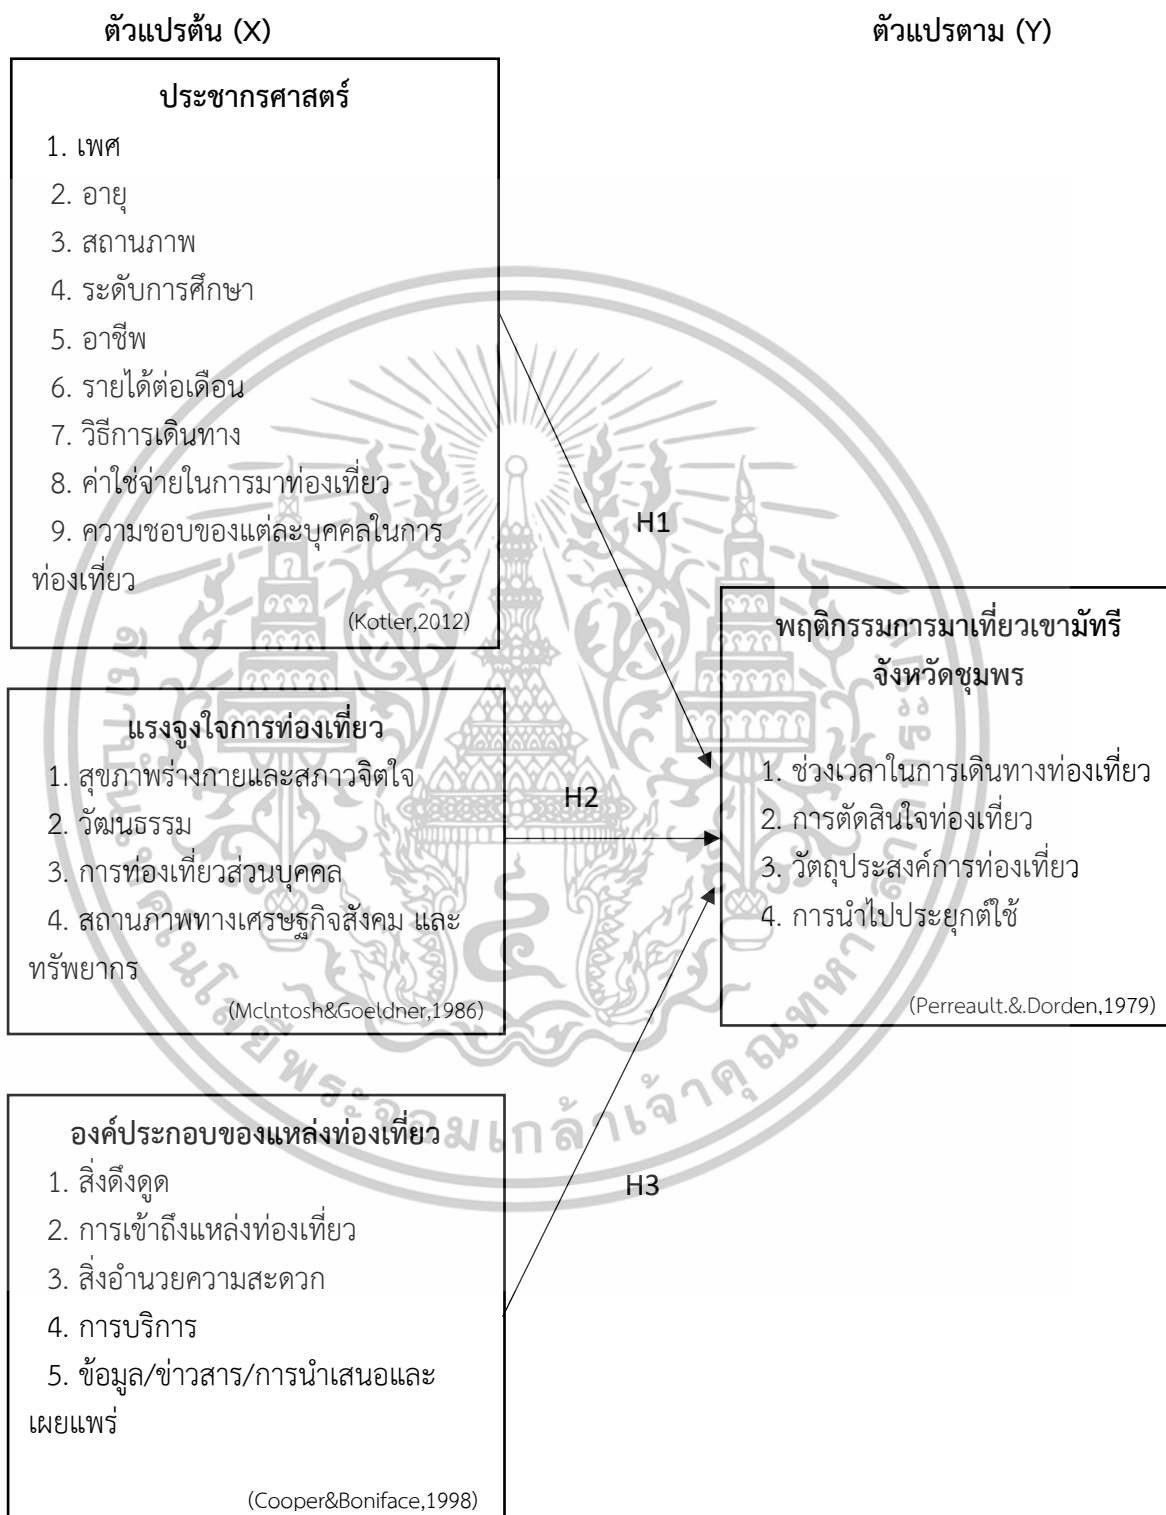 ตัวแปรต้น (X)
ตัวแปรตาม (Y)
ประชากรศาสตร์
1. เพศ
2. อายุ
3. สถานภาพ
4. ระดับการศึกษา
5. อาชีพ
6. รายได้ต่อเดือน
7. วิธีการเดินทาง
8. ค่าใช่จ่ายในการมาท่องเที่ยว
9. ความชอบของแต่ละบุคคลในการ
ท่องเที่ยว
(Kotler,2012)
H1
แรงจูงใจการท่องเที่ยว
1. สุขภาพร่างกายและสภาวจิตใจ
2. วัฒนธรรม
3. การท่องเที่ยวส่วนบุคคล
4. สถานภาพทางเศรษฐกิจสังคม และ
ทรัพยากร
(Mclntosh&Goeldner,1986)
H2
พฤติกรรมการมาเที่ยวเขามัทรี
จังหวัดชุมพร
1. ช่วงเวลาในการเดินทางท่องเที่ยว
2. การตัดสินใจท่องเที่ยว
3. วัตถุประสงค์การท่องเที่ยว
4. การนำไปประยุกต์ใช้
(Perreault.&.Dorden,1979)
องค์ประกอบของแหล่งท่องเที่ยว
1. สิ่งดึงดูด
2. การเข้าถึงแหล่งท่องเที่ยว
3. สิ่งอำนวยความสะดวก
4. การบริการ
5. ข้อมูล/ข่าวสาร/การนำเสนอและ
เผยแพร่
(Cooper&Boniface,1998)
H3